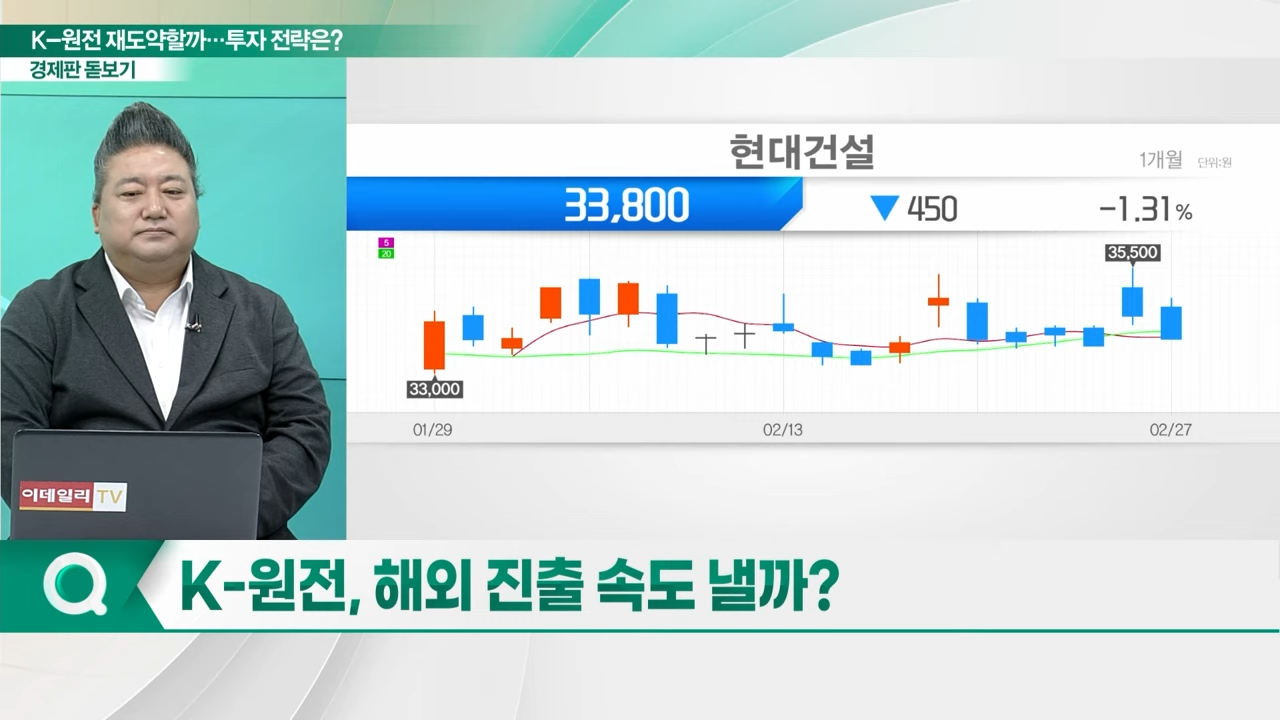 K-원전 재도약할까…투자 전략은?
경제판 돋보기
현대건설
1개월 단위:원
33,800 ▼ 450 -1.31%
5
20
35,500
33,000
01/29 02/13 02/27
이데일리 TV
K-원전, 해외 진출 속도 낼까?